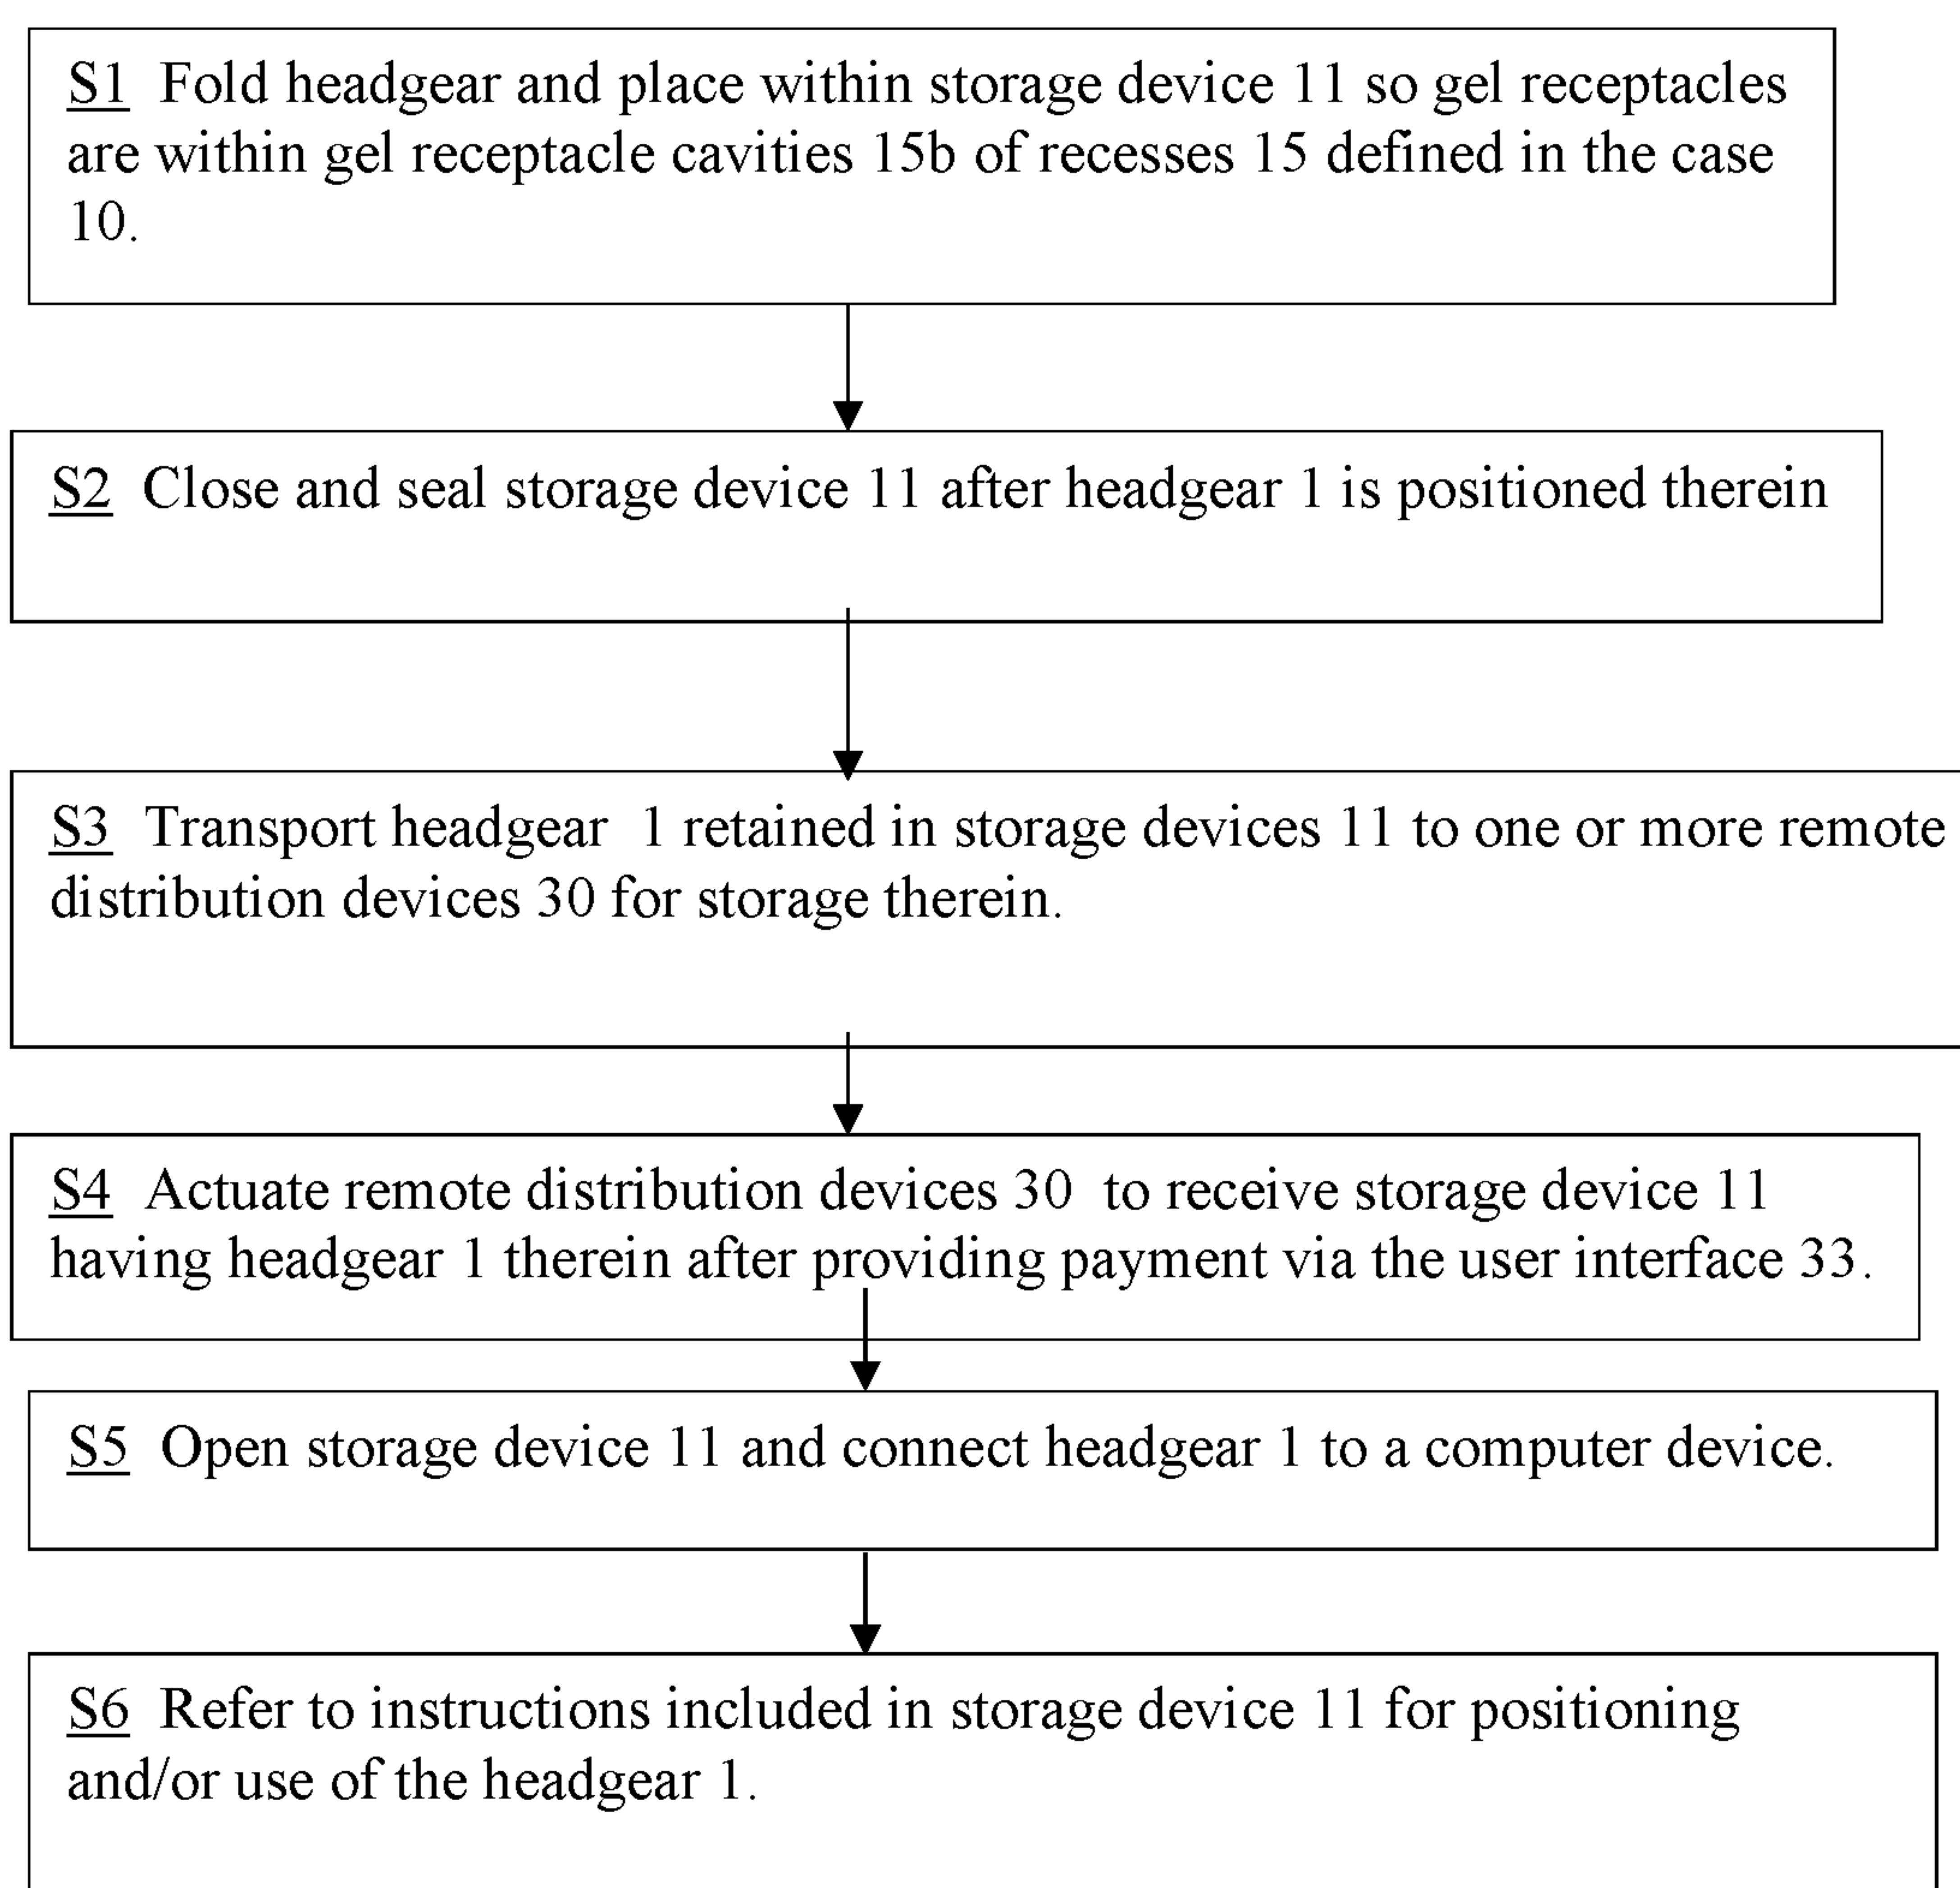 S1 Fold headgear and place within storage device 11 so gel receptacles
are within gel receptacle cavities 15b of recesses 15 defined in the case
10.
S2 Close and seal storage device 11 after headgear 1 is positioned therein
S3 Transport headgear 1 retained in storage devices 11 to one or more remote
distribution devices 30 for storage therein.
S4 Actuate remote distribution devices 30 to receive storage device 11
having headgear 1 therein after providing payment via the user interface 33.
S5 Open storage device 11 and connect headgear 1 to a computer device.
S6 Refer to instructions included in storage device 11 for positioning
and/or use of the headgear 1.